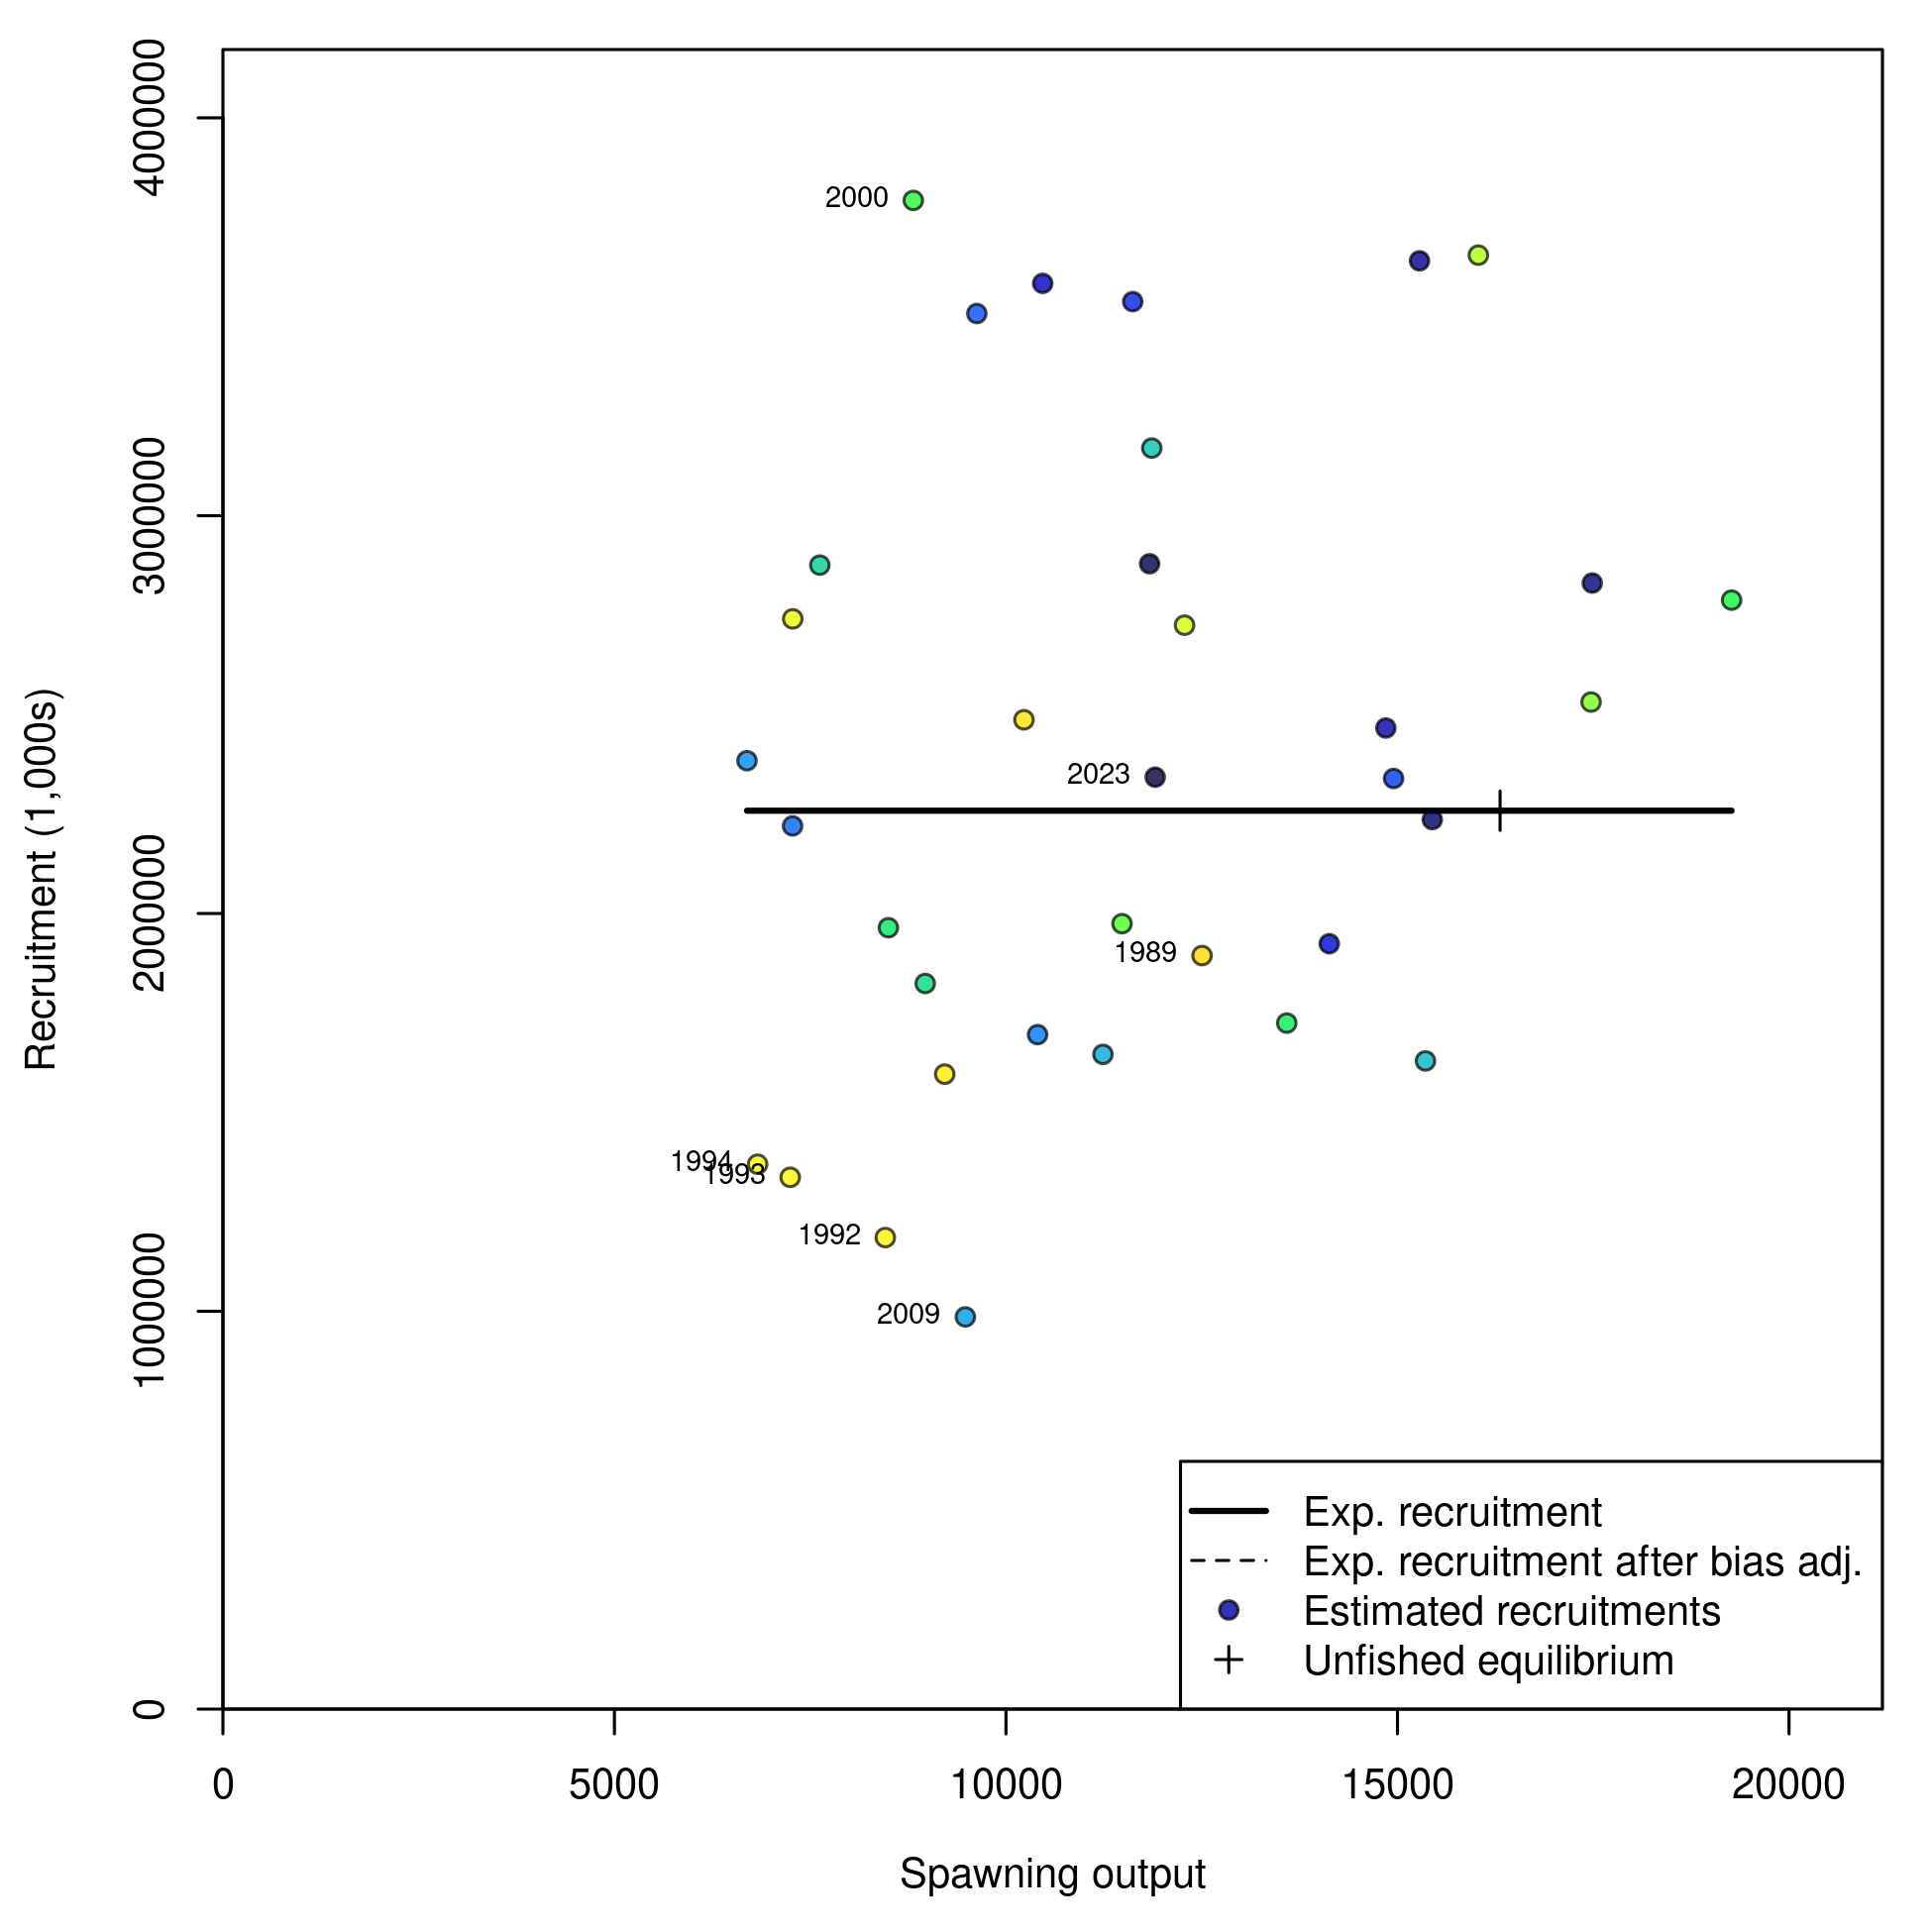 4000000
2000
3000000
Recruitment (1,000s)
2023
2000000
1989
1994
1993
1992
1000000
2009
Exp. recruitment
Exp. recruitment after bias adj.
Estimated recruitments
Unfished equilibrium
0
0 5000 10000 15000 20000
Spawning output